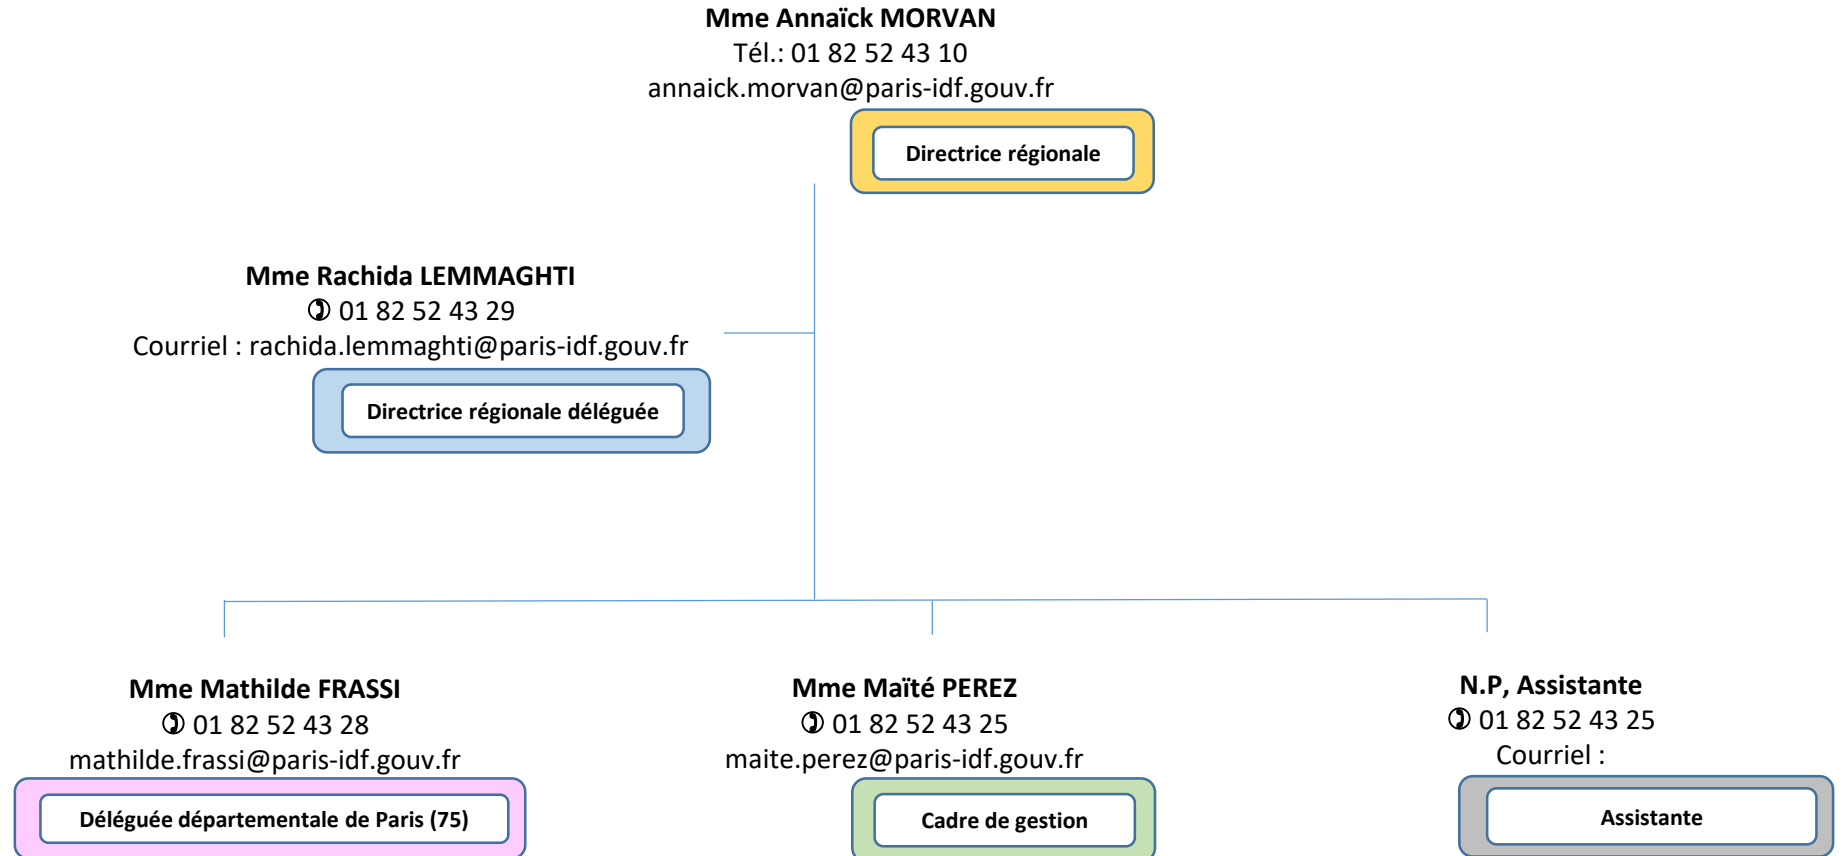 Mme Annaïck MORVAN
Tél.: 01 82 52 43 10
annaick.morvan@paris-idf.gouv.fr
Directrice régionale
Mme Rachida LEMMAGHTI
✆ 01 82 52 43 29
Courriel : rachida.lemmaghti@paris-idf.gouv.fr
Directrice régionale déléguée
Mme Mathilde FRASSI
✆ 01 82 52 43 28
mathilde.frassi@paris-idf.gouv.fr
Déléguée départementale de Paris (75)
Mme Maïté PEREZ
✆ 01 82 52 43 25
maite.perez@paris-idf.gouv.fr
Cadre de gestion
N.P, Assistante
✆ 01 82 52 43 25
Courriel :
Assistante